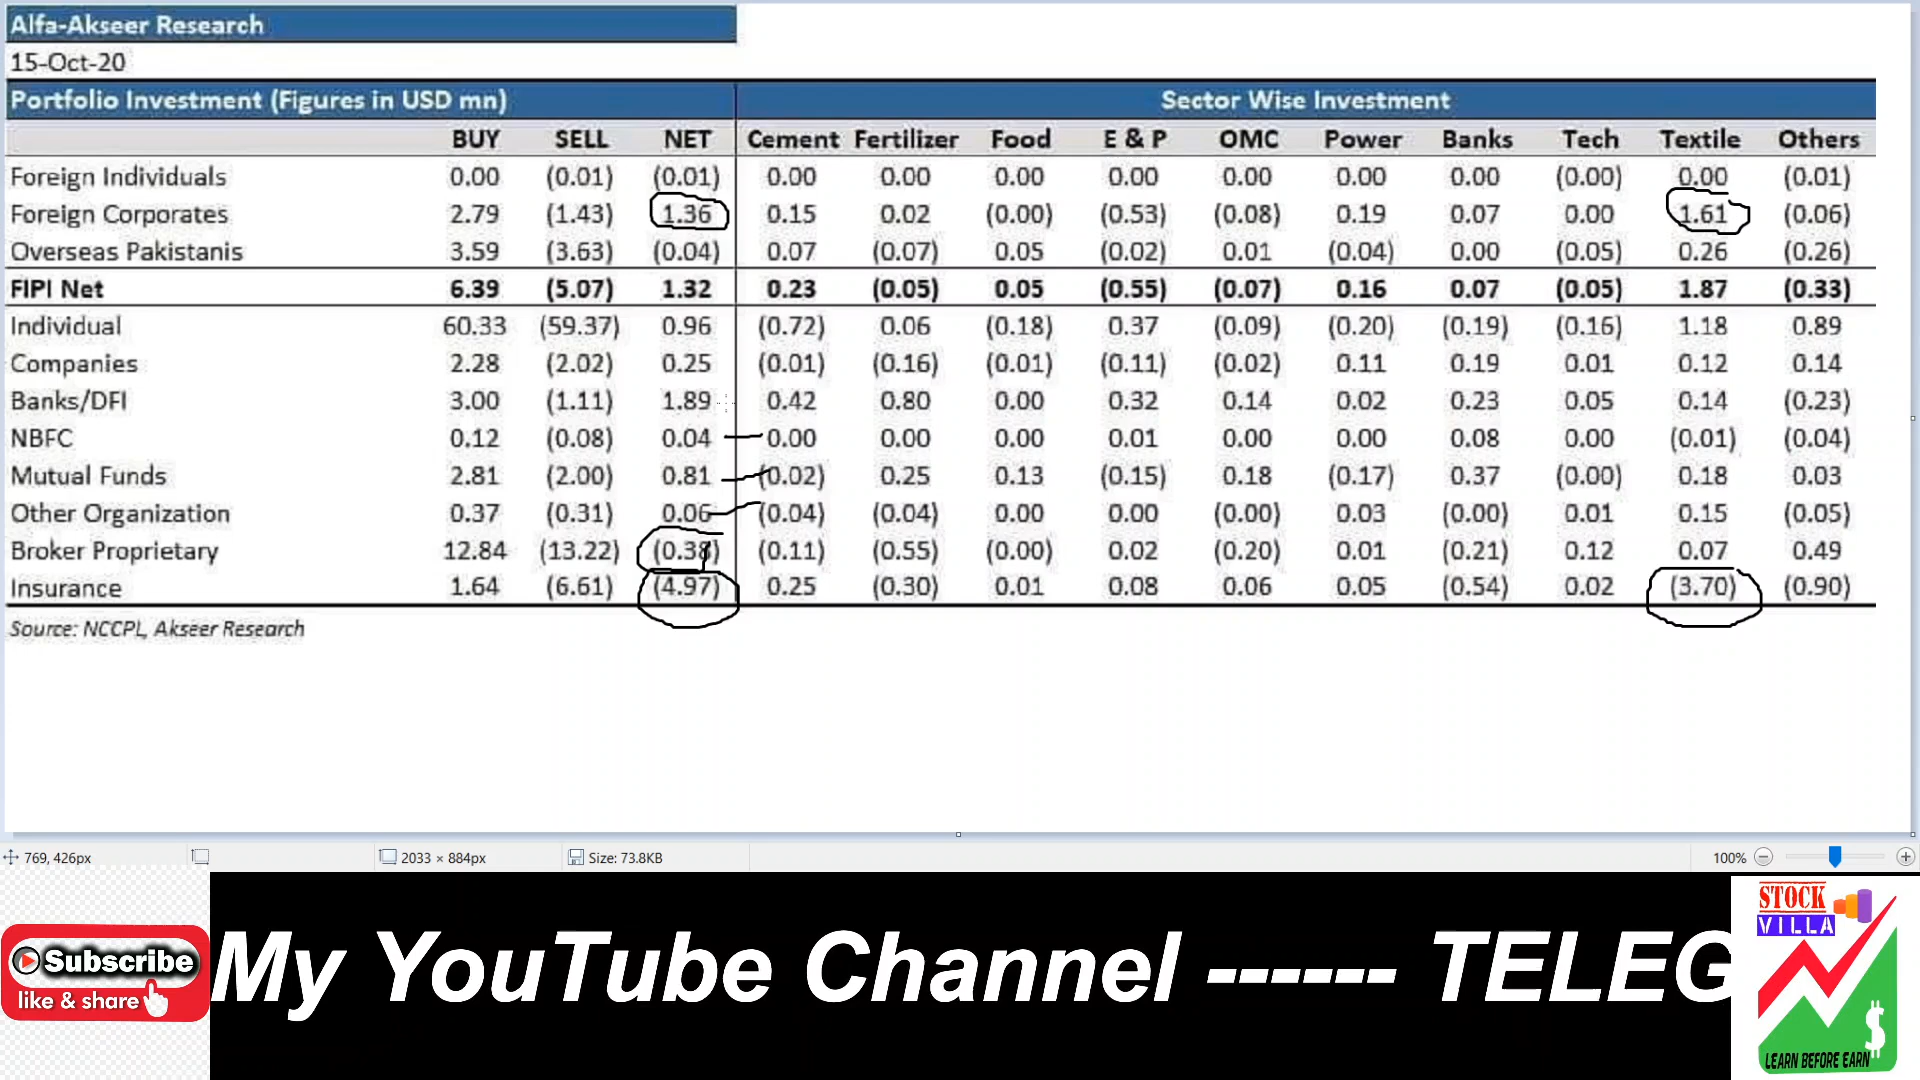 Alfa-Akseer Research
15-Oct-20
Portfolio Investment (Figures in USD mn) Sector Wise Investment
BUY SELL NET Cement Fertilizer Food E & P OMC Power Banks Tech Textile Others
Foreign Individuals 0.00 (0.01) (0.01) 0.00 0.00 0.00 0.00 0.00 0.00 0.00 (0.00) 0.00 (0.01)
Foreign Corporates 2.79 (1.43) 1.36 0.15 0.02 (0.00) (0.53) (0.08) 0.19 0.07 0.00 1.61 (0.06)
Overseas Pakistanis 3.59 (3.63) (0.04) 0.07 (0.07) 0.05 (0.02) 0.01 (0.04) 0.00 (0.05) 0.26 (0.26)
FIPI Net 6.39 (5.07) 1.32 0.23 (0.05) 0.05 (0.55) (0.07) 0.16 0.07 (0.05) 1.87 (0.33)
Individual 60.33 (59.37) 0.96 (0.72) 0.06 (0.18) 0.37 (0.09) (0.20) (0.19) (0.16) 1.18 0.89
Companies 2.28 (2.02) 0.25 (0.01) (0.16) (0.01) (0.11) (0.02) 0.11 0.19 0.01 0.12 0.14
Banks/DFI 3.00 (1.11) 1.89 0.42 0.80 0.00 0.32 0.14 0.02 0.23 0.05 0.14 (0.23)
NBFC 0.12 (0.08) 0.04 0.00 0.00 0.00 0.01 0.00 0.00 0.08 0.00 (0.01) (0.04)
Mutual Funds 2.81 (2.00) 0.81 (0.02) 0.25 0.13 (0.15) 0.18 (0.17) 0.37 (0.00) 0.18 0.03
Other Organization 0.37 (0.31) 0.06 (0.04) (0.04) 0.00 0.00 (0.00) 0.03 (0.00) 0.01 0.15 (0.05)
Broker Proprietary 12.84 (13.22) (0.38) (0.11) (0.55) (0.00) 0.02 (0.20) 0.01 (0.21) 0.12 0.07 0.49
Insurance 1.64 (6.61) (4.97) 0.25 (0.30) 0.01 0.08 0.06 0.05 (0.54) 0.02 (3.70) (0.90)
Source: NCCPL, Akseer Research
769, 426px 2033 × 884px Size: 73.8KB 100%
Subscribe
like & share
My YouTube Channel ------ TELEG
STOCK
VILLA
$
LEARN BEFORE EARN